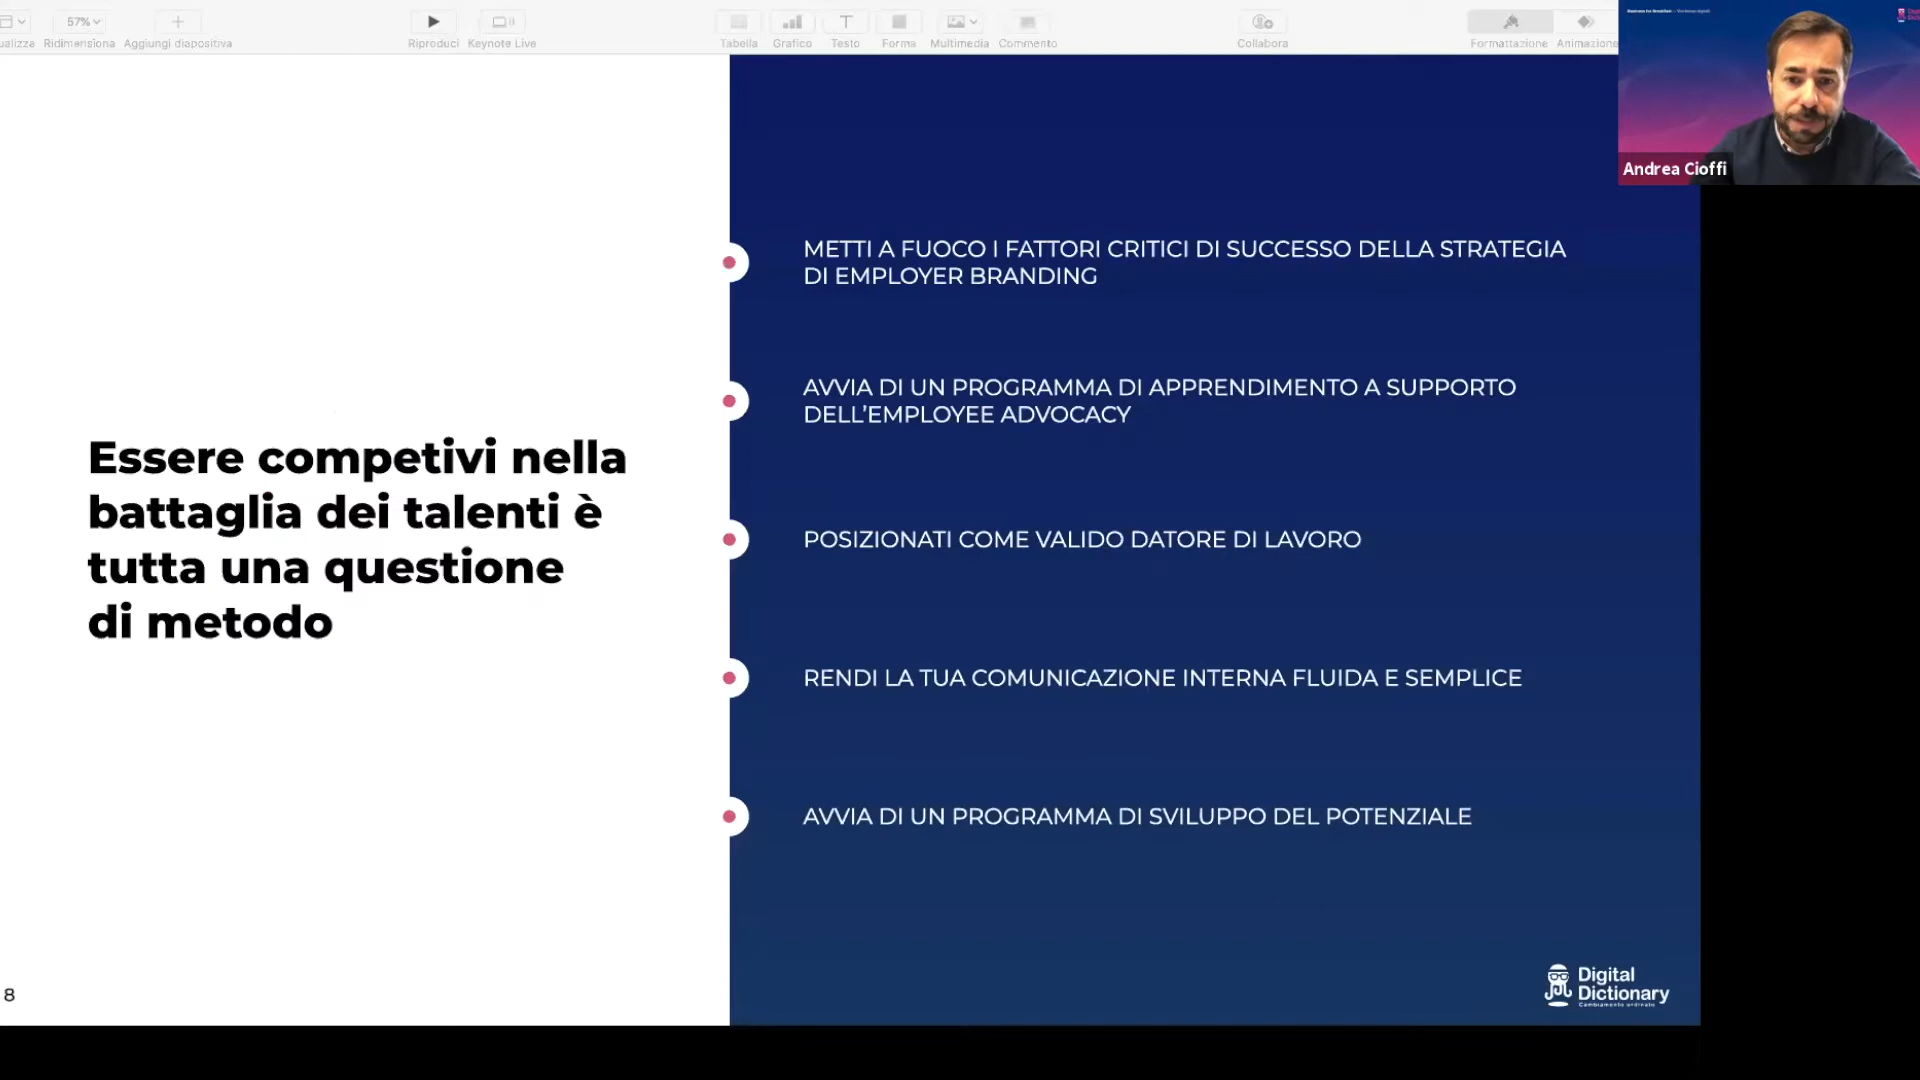 57%
ualizza Ridimensiona Aggiungi diapositiva Riproduci Keynote Live Tabella Grafico Testo Forma Multimedia Commento Collabora Formattazione Animazione
Andrea Cioffi
Essere competivi nella
battaglia dei talenti è
tutta una questione
di metodo
METTI A FUOCO I FATTORI CRITICI DI SUCCESSO DELLA STRATEGIA
DI EMPLOYER BRANDING
AVVIA DI UN PROGRAMMA DI APPRENDIMENTO A SUPPORTO
DELL’EMPLOYEE ADVOCACY
POSIZIONATI COME VALIDO DATORE DI LAVORO
RENDI LA TUA COMUNICAZIONE INTERNA FLUIDA E SEMPLICE
AVVIA DI UN PROGRAMMA DI SVILUPPO DEL POTENZIALE
8
Digital
Dictionary
Cambiamento ordinato